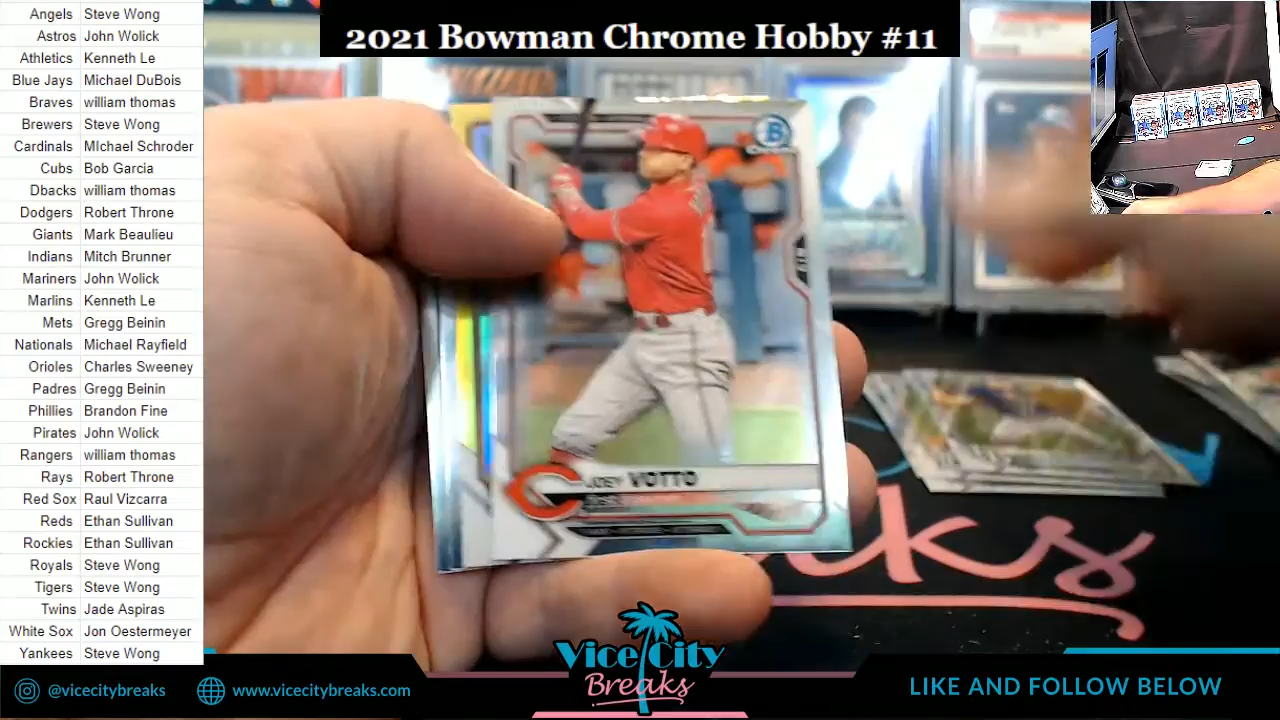 2021 Bowman Chrome Hobby #11
Angels Steve Wong
Astros John Wolick
Athletics Kenneth Le
Blue Jays Michael DuBois
Braves william thomas
Brewers Steve Wong
Cardinals MIchael Schroder
Cubs Bob Garcia
Dbacks william thomas
Dodgers Robert Throne
Giants Mark Beaulieu
Indians Mitch Brunner
Mariners John Wolick
Marlins Kenneth Le
Mets Gregg Beinin
Nationals Michael Rayfield
Orioles Charles Sweeney
Padres Gregg Beinin
Phillies Brandon Fine
Pirates John Wolick
Rangers william thomas
Rays Robert Throne
Red Sox Raul Vizcarra
Reds Ethan Sullivan
Rockies Ethan Sullivan
Royals Steve Wong
Tigers Steve Wong
Twins Jade Aspiras
White Sox Jon Oestermeyer
Yankees Steve Wong
B
JOEY VOTTO
Vice City
Breaks
@vicecitybreaks
www.vicecitybreaks.com
LIKE AND FOLLOW BELOW